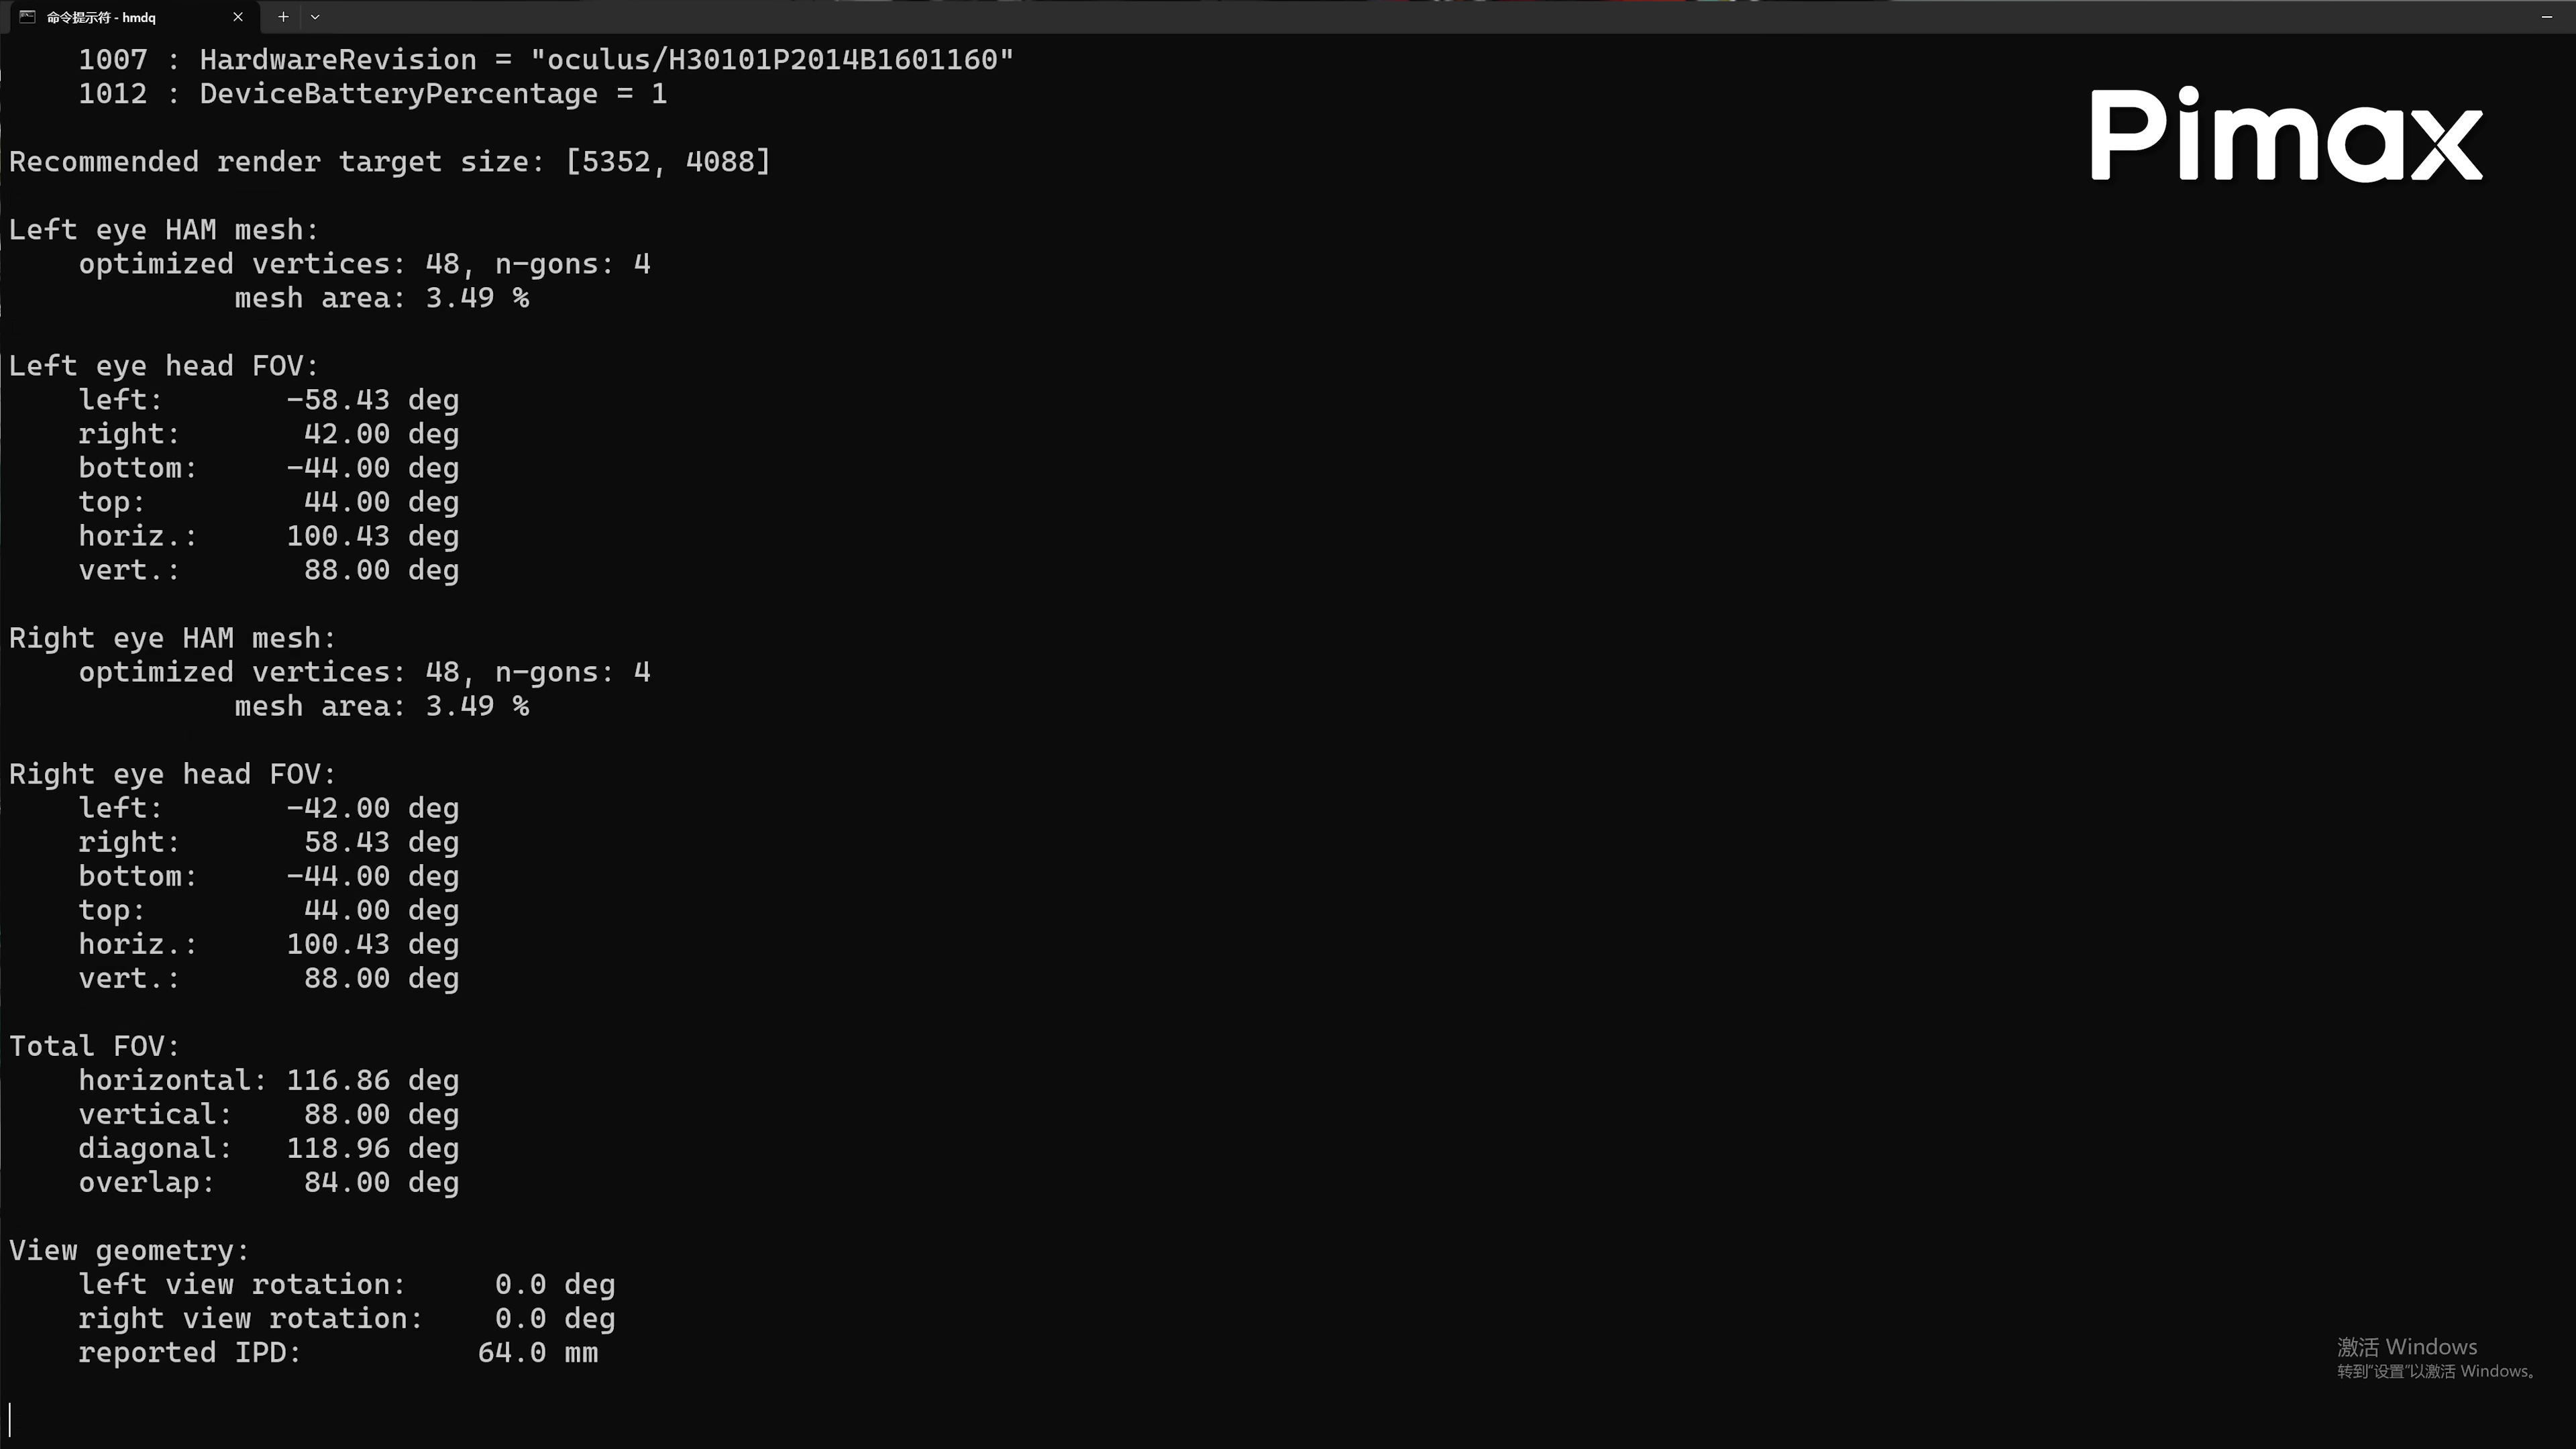 命令提示符 - hmdq
1007 : HardwareRevision = "oculus/H30101P2014B1601160"
1012 : DeviceBatteryPercentage = 1
Pimax
Recommended render target size: [5352, 4088]
Left eye HAM mesh:
optimized vertices: 48, n-gons: 4
mesh area: 3.49 %
Left eye head FOV:
left: -58.43 deg
right: 42.00 deg
bottom: -44.00 deg
top: 44.00 deg
horiz.: 100.43 deg
vert.: 88.00 deg
Right eye HAM mesh:
optimized vertices: 48, n-gons: 4
mesh area: 3.49 %
Right eye head FOV:
left: -42.00 deg
right: 58.43 deg
bottom: -44.00 deg
top: 44.00 deg
horiz.: 100.43 deg
vert.: 88.00 deg
Total FOV:
horizontal: 116.86 deg
vertical: 88.00 deg
diagonal: 118.96 deg
overlap: 84.00 deg
View geometry:
left view rotation: 0.0 deg
right view rotation: 0.0 deg
reported IPD: 64.0 mm
激活 Windows
转到"设置"以激活 Windows。